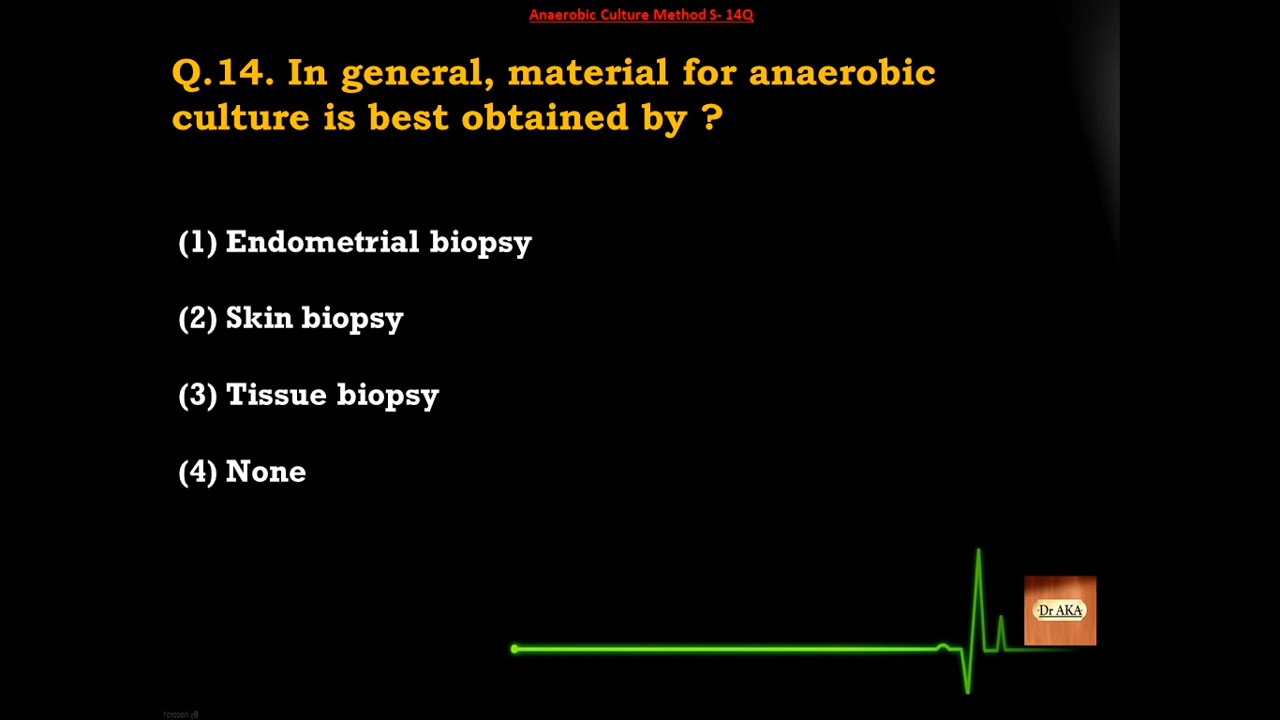 Anaerobic Culture Method S- 14Q
Q.14. In general, material for anaerobic
culture is best obtained by ?
(1) Endometrial biopsy
(2) Skin biopsy
(3) Tissue biopsy
(4) None
Dr AKA